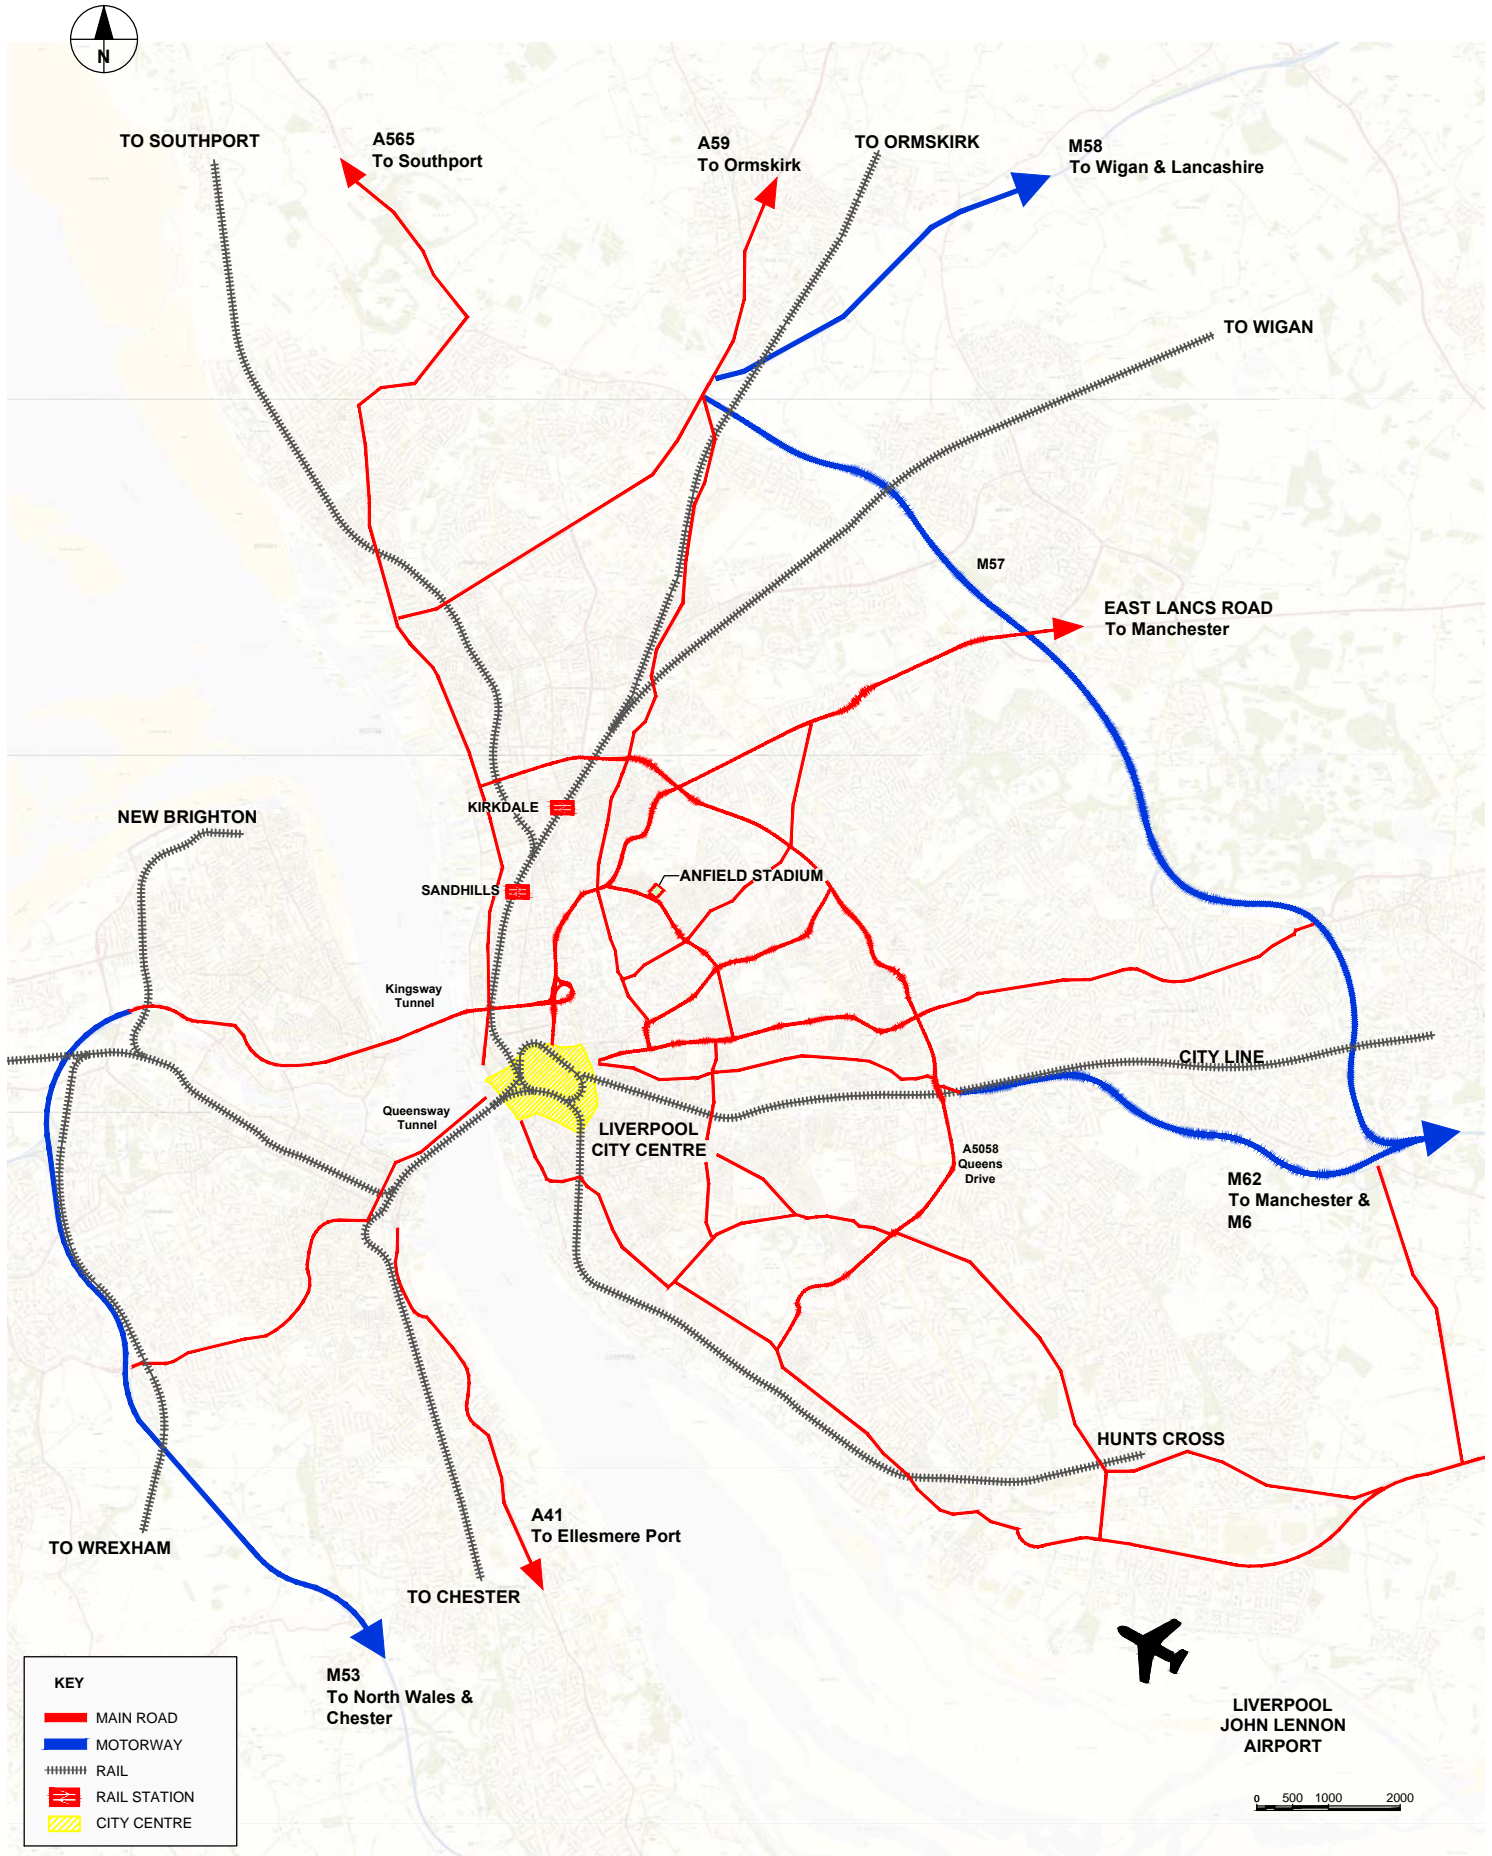 N
TO SOUTHPORT
A565
To Southport
A59
To Ormskirk
TO ORMSKIRK
M58
To Wigan & Lancashire
TO WIGAN
M57
EAST LANCS ROAD
To Manchester
KIRKDALE
NEW BRIGHTON
SANDHILLS
ANFIELD STADIUM
Kingsway
Tunnel
CITY LINE
Queensway
Tunnel
LIVERPOOL
CITY CENTRE
A5058
Queens
Drive
M62
To Manchester &
M6
HUNTS CROSS
A41
To Ellesmere Port
TO WREXHAM
TO CHESTER
M53
To North Wales &
Chester
LIVERPOOL
JOHN LENNON
AIRPORT
0 500 1000 2000
KEY
MAIN ROAD
MOTORWAY
RAIL
RAIL STATION
CITY CENTRE